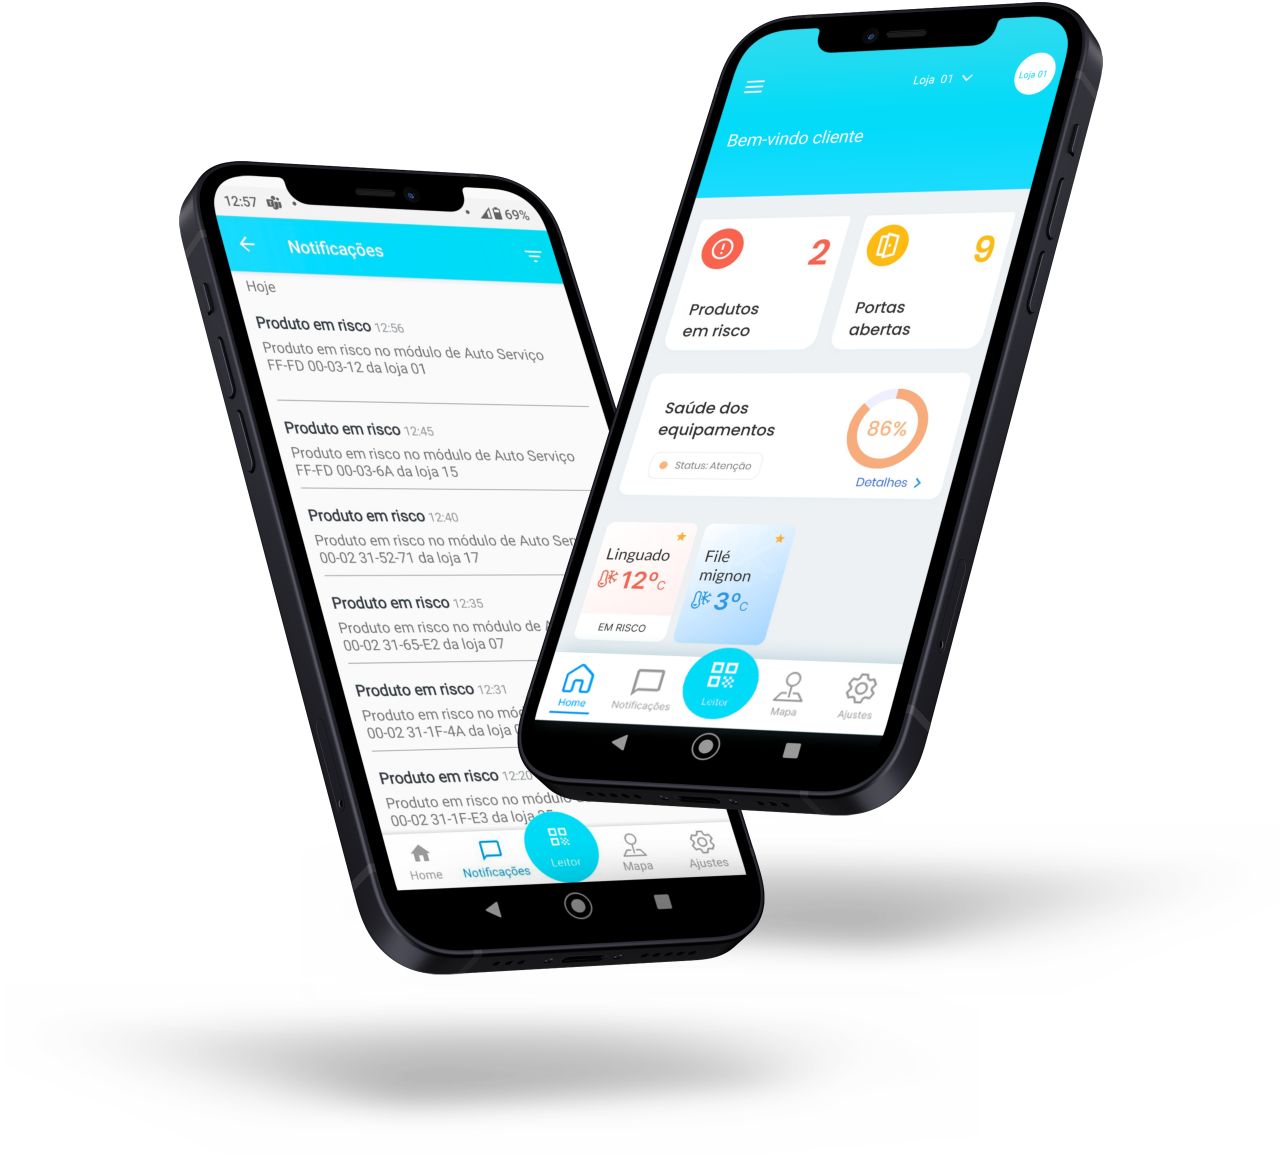 12:57
69%
Notificações
Hoje
Produto em risco 12:56
Produto em risco no módulo de Auto Serviço
FF-FD 00-03-12 da loja 01
Produto em risco 12:45
Produto em risco no módulo de Auto Serviço
FF-FD 00-03-6A da loja 15
Produto em risco 12:40
Produto em risco no módulo de Auto Ser
00-02 31-52-71 da loja 17
Produto em risco 12:35
Produto em risco no módulo de
00-02 31-65-E2 da loja 07
Produto em risco 12:31
Produto em risco no mó
00-02 31-1F-4A da loja
Produto em risco 12:20
Produto em risco no módulo
00-02 31-1F-E3 da loja
Home
Notificações
Leitor
Mapa
Ajustes
Loja 01
Loja 01
Bem-vindo cliente
2
Produtos
em risco
9
Portas
abertas
Saúde dos
equipamentos
Status: Atenção
86%
Detalhes
Linguado
12°C
EM RISCO
Filé
mignon
3°C
Home
Notificações
Leitor
Mapa
Ajustes